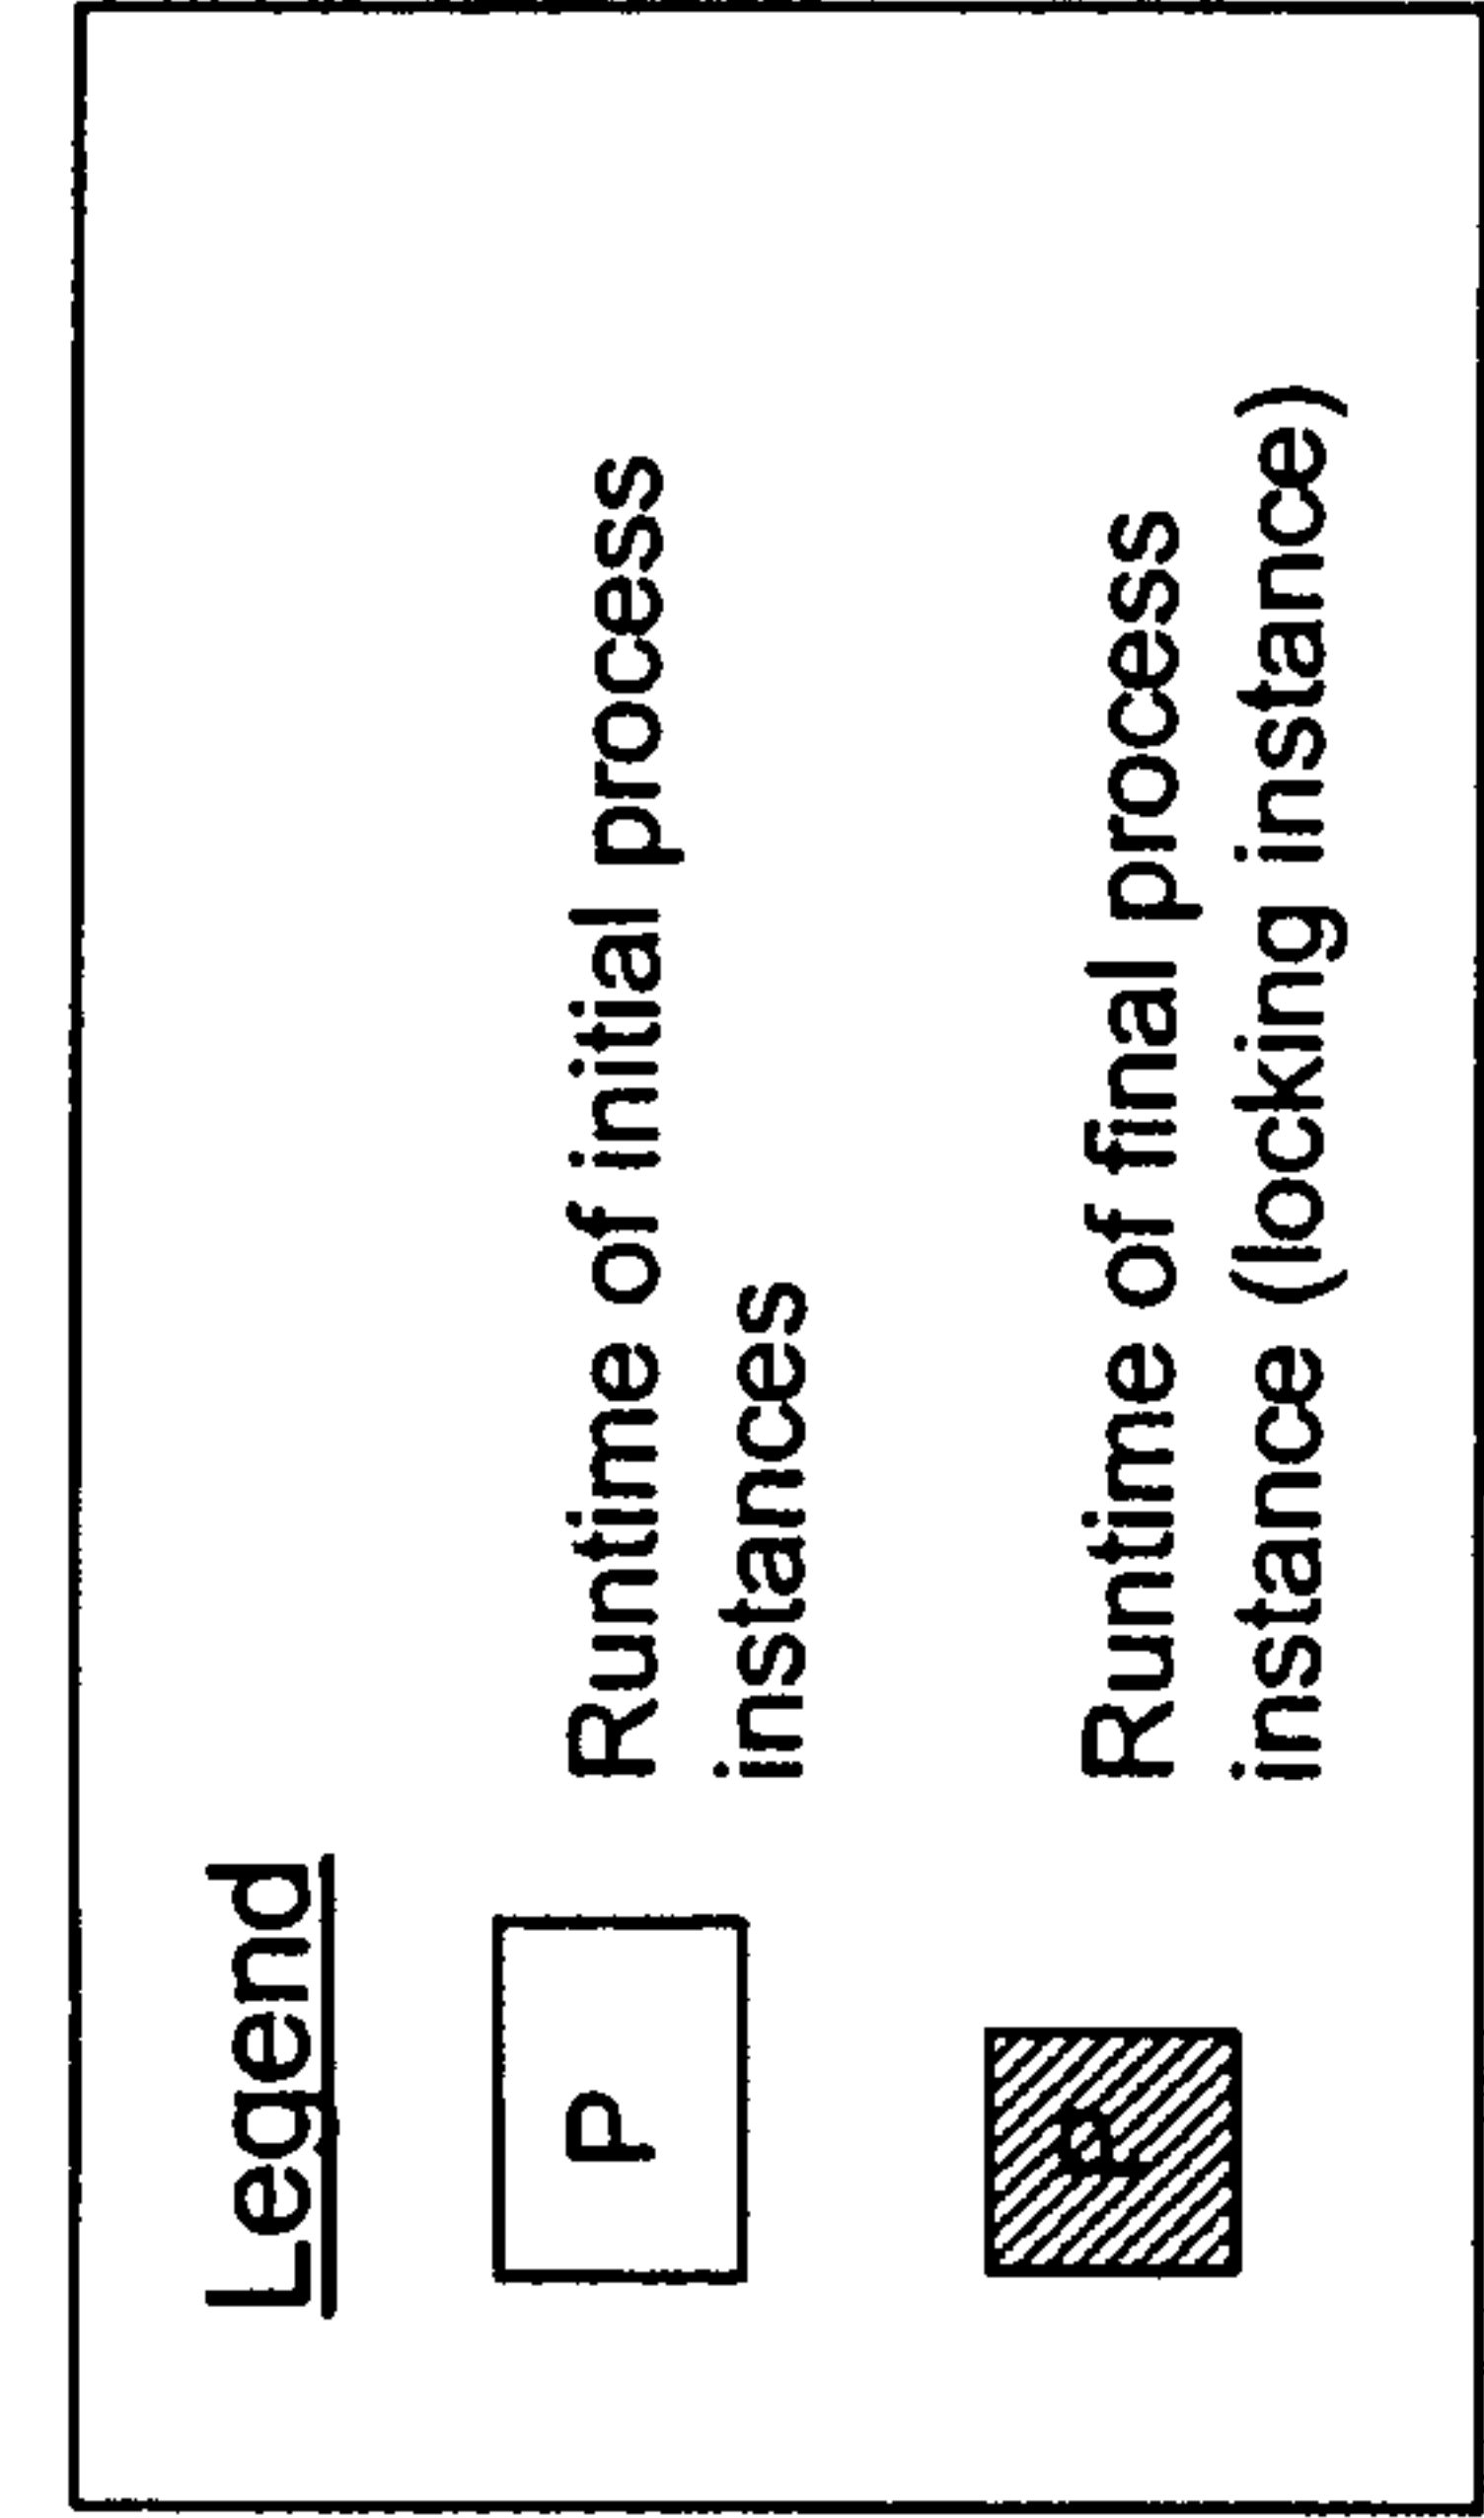 Legend
P
Runtime of initial process
instances
Runtime of final process
instance (locking instance)